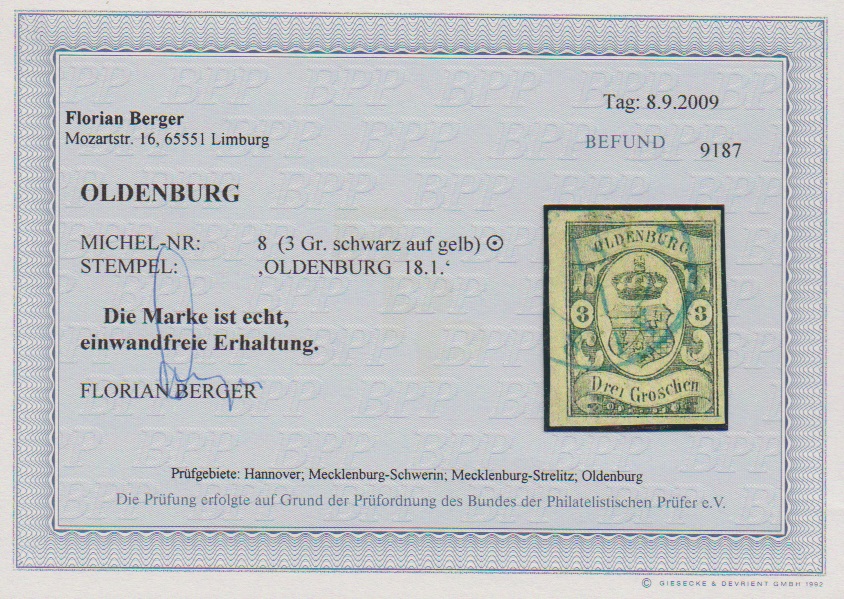 Florian Berger
Mozartstr. 16, 65551 Limburg
Tag: 8.9.2009
BEFUND 9187
OLDENBURG
MICHEL-NR: 8 (3 Gr. schwarz auf gelb) ⊙
STEMPEL: ‚OLDENBURG 18.1.‘
Die Marke ist echt,
einwandfreie Erhaltung.
FLORIAN BERGER
OLDENBURG
3 3
Drei Groschen
Prüfgebiete: Hannover; Mecklenburg-Schwerin; Mecklenburg-Strelitz; Oldenburg
Die Prüfung erfolgte auf Grund der Prüfordnung des Bundes der Philatelistischen Prüfer e.V.
© GIESECKE & DEVRIENT GMBH 1992